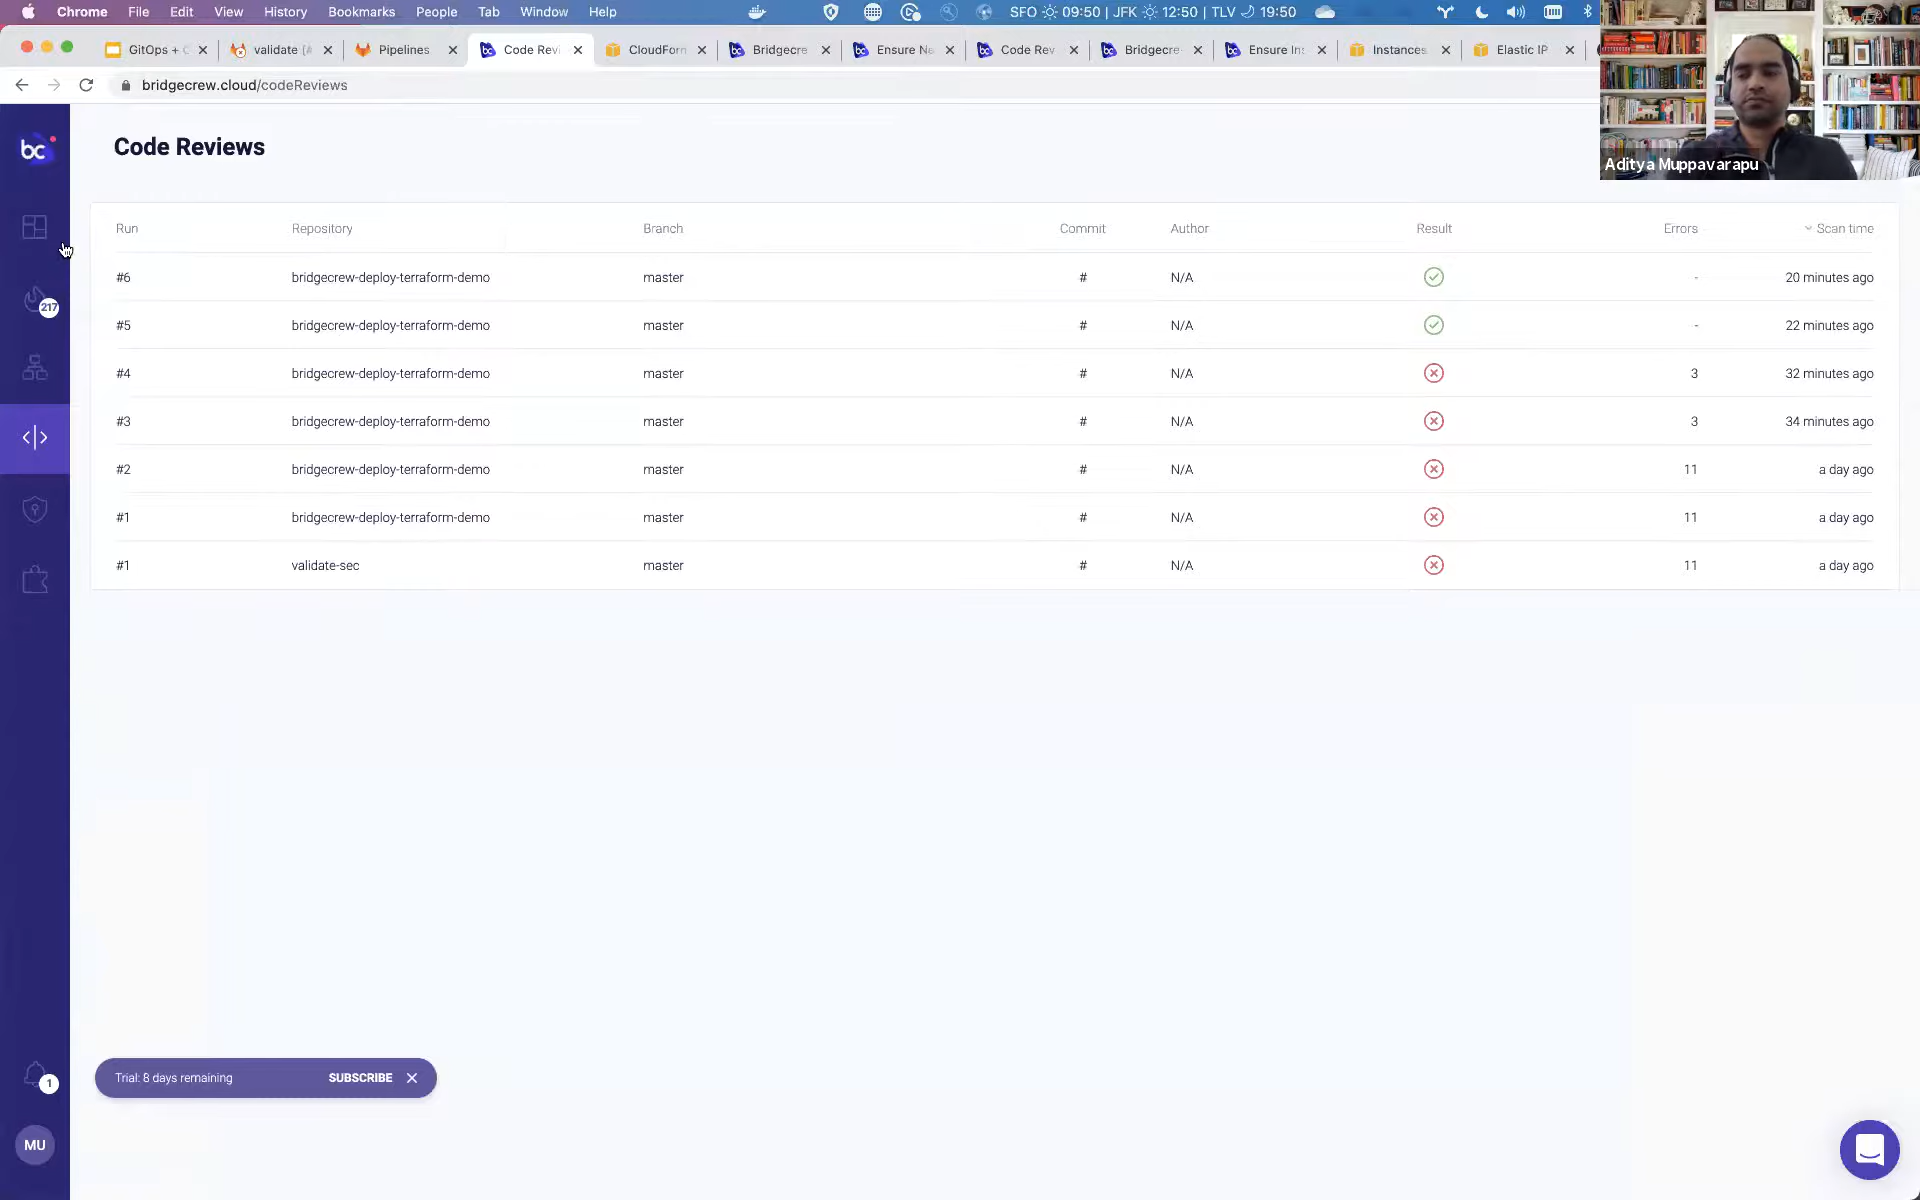 Chrome File Edit View History Bookmarks People Tab Window Help SFO 09:50 | JFK 12:50 | TLV 19:50
GitOps + validate (# Pipelines Code Revi CloudForm Bridgecre Ensure Ne Code Rev Bridgecre Ensure Ins Instances Elastic IP
bridgecrew.cloud/codeReviews
Aditya Muppavarapu
bc
Code Reviews
Run Repository Branch Commit Author Result Errors Scan time
#6 bridgecrew-deploy-terraform-demo master # N/A - 20 minutes ago
217
#5 bridgecrew-deploy-terraform-demo master # N/A - 22 minutes ago
#4 bridgecrew-deploy-terraform-demo master # N/A 3 32 minutes ago
#3 bridgecrew-deploy-terraform-demo master # N/A 3 34 minutes ago
#2 bridgecrew-deploy-terraform-demo master # N/A 11 a day ago
#1 bridgecrew-deploy-terraform-demo master # N/A 11 a day ago
#1 validate-sec master # N/A 11 a day ago
Trial: 8 days remaining SUBSCRIBE
1
MU